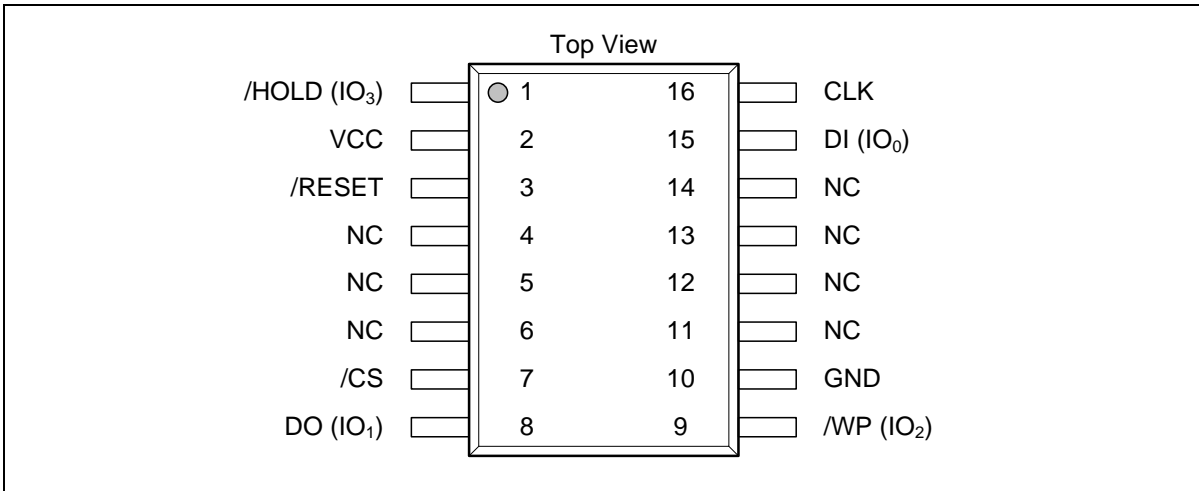 Top View
/HOLD (IO₃) 1 16 CLK
VCC 2 15 DI (IO₀)
/RESET 3 14 NC
NC 4 13 NC
NC 5 12 NC
NC 6 11 NC
/CS 7 10 GND
DO (IO₁) 8 9 /WP (IO₂)